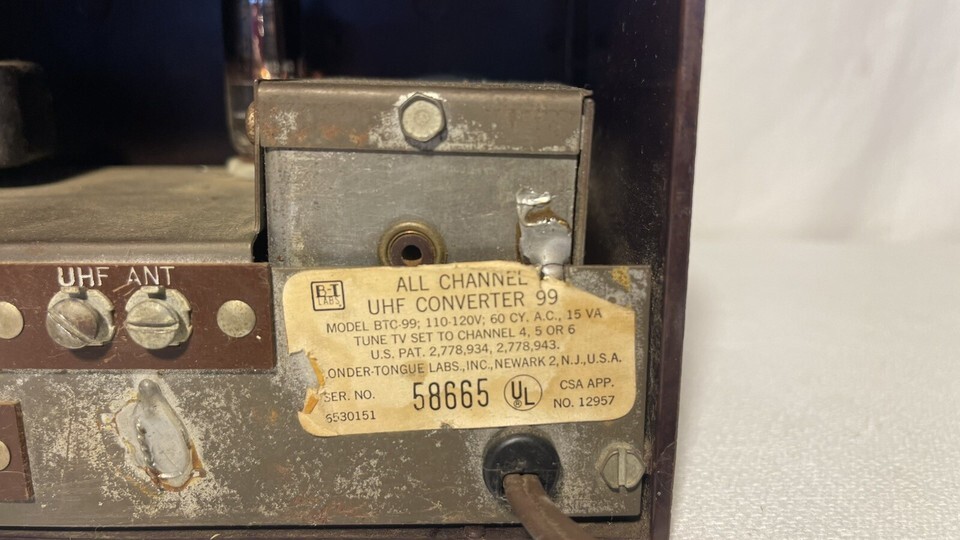 UHF ANT
B-T
LABS
ALL CHANNEL
UHF CONVERTER 99
MODEL BTC-99; 110-120V; 60 CY. A.C., 15 VA
TUNE TV SET TO CHANNEL 4, 5 OR 6
U.S. PAT. 2,778,934, 2,778,943.
ONDER-TONGUE LABS., INC., NEWARK 2, N.J., U.S.A.
SER. NO. 58665 UL CSA APP.
6530151 NO. 12957